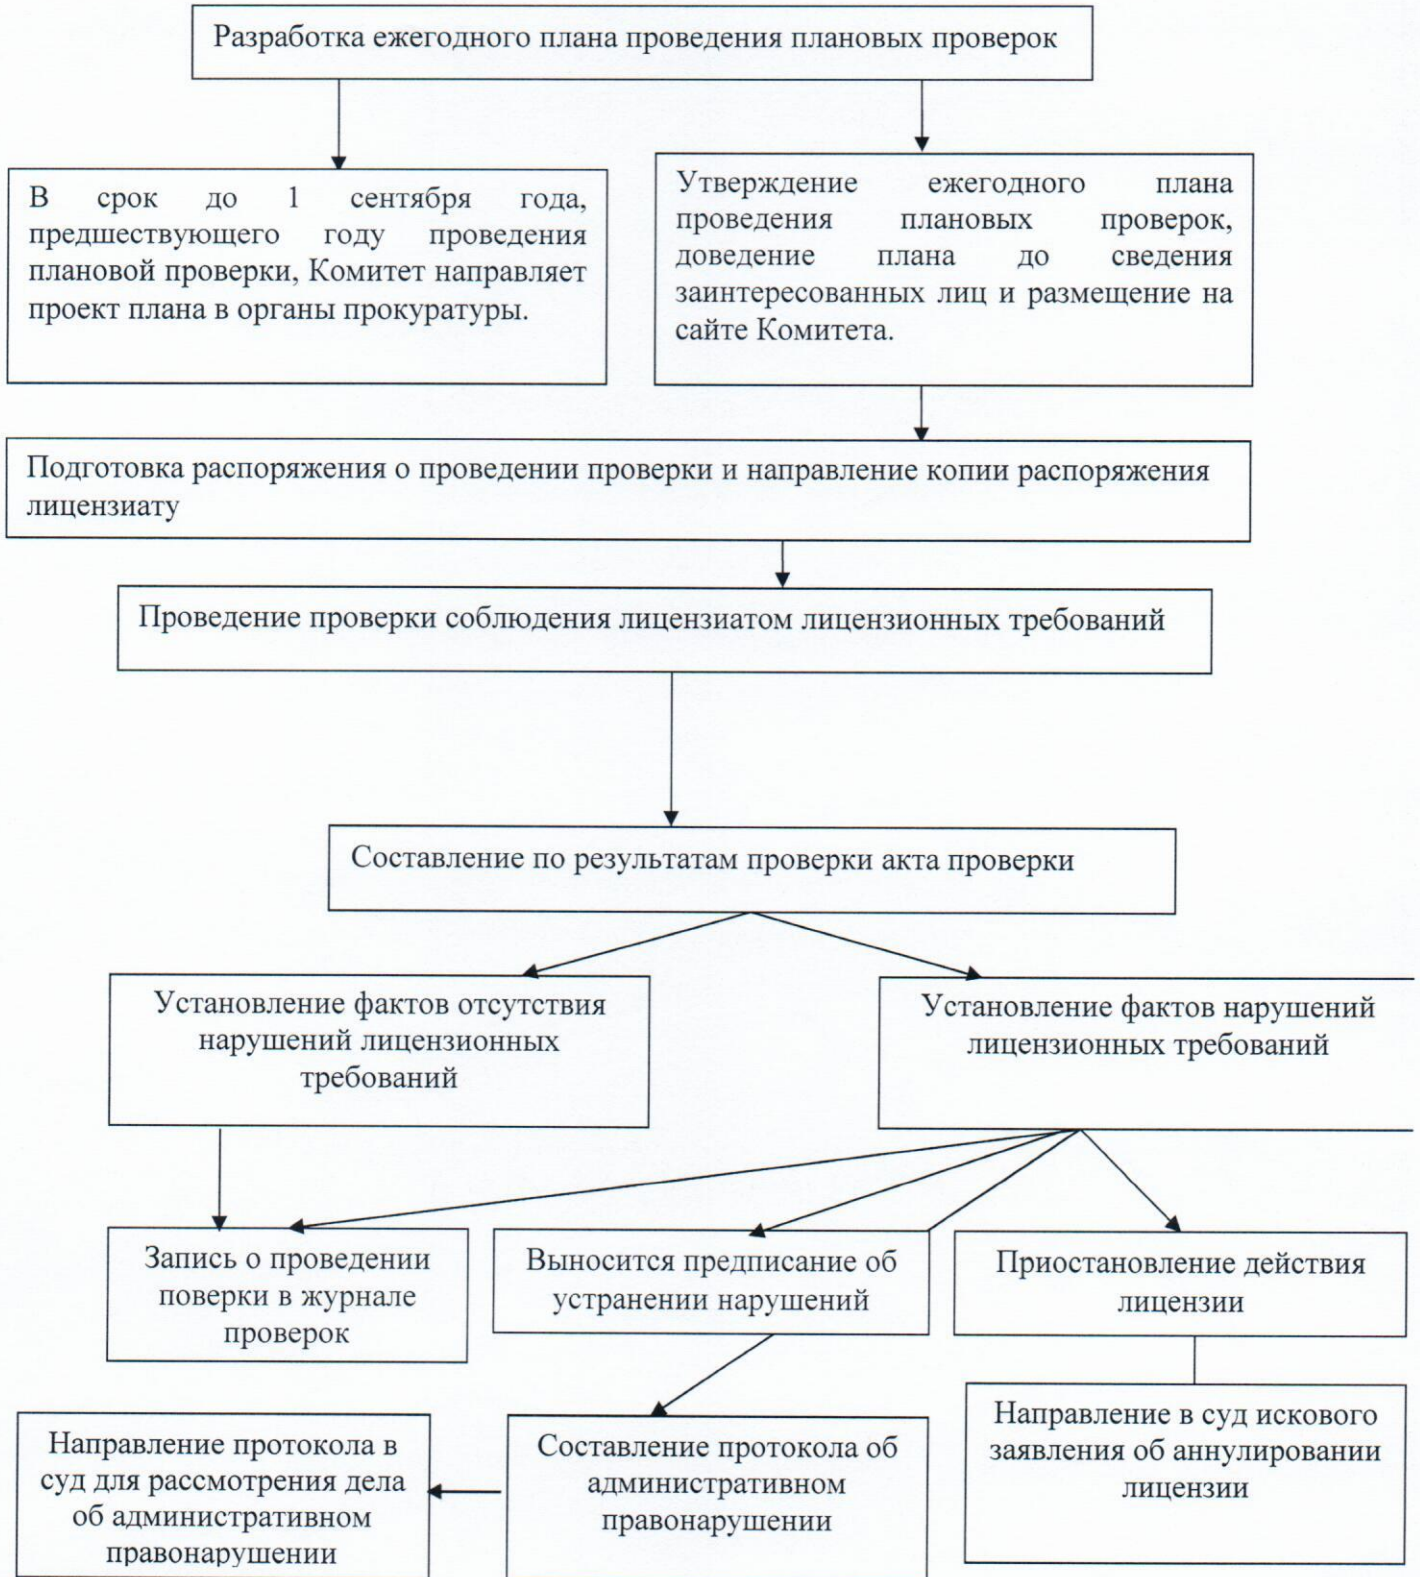 Разработка ежегодного плана проведения плановых проверок
В срок до 1 сентября года,
предшествующего году проведения
плановой проверки, Комитет направляет
проект плана в органы прокуратуры.
Утверждение ежегодного плана
проведения плановых проверок,
доведение плана до сведения
заинтересованных лиц и размещение на
сайте Комитета.
Подготовка распоряжения о проведении проверки и направление копии распоряжения
лицензиату
Проведение проверки соблюдения лицензиатом лицензионных требований
Составление по результатам проверки акта проверки
Установление фактов отсутствия
нарушений лицензионных
требований
Установление фактов нарушений
лицензионных требований
Запись о проведении
поверки в журнале
проверок
Выносится предписание об
устранении нарушений
Приостановление действия
лицензии
Направление протокола в
суд для рассмотрения дела
об административном
правонарушении
Составление протокола об
административном
правонарушении
Направление в суд искового
заявления об аннулировании
лицензии